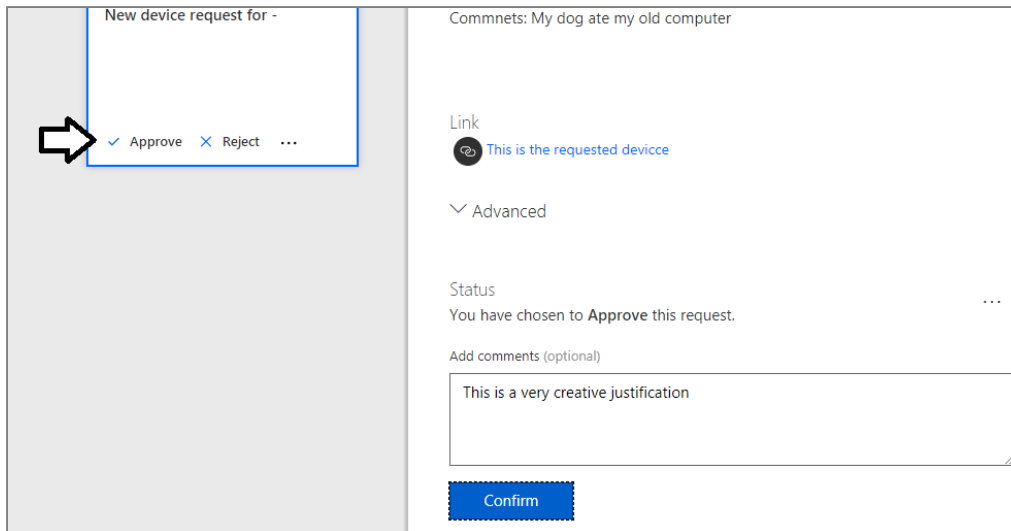 New device request for -
Approve Reject ...
Commnets: My dog ate my old computer
Link
This is the requested devicce
Advanced
Status
...
You have chosen to Approve this request.
Add comments (optional)
This is a very creative justification
Confirm